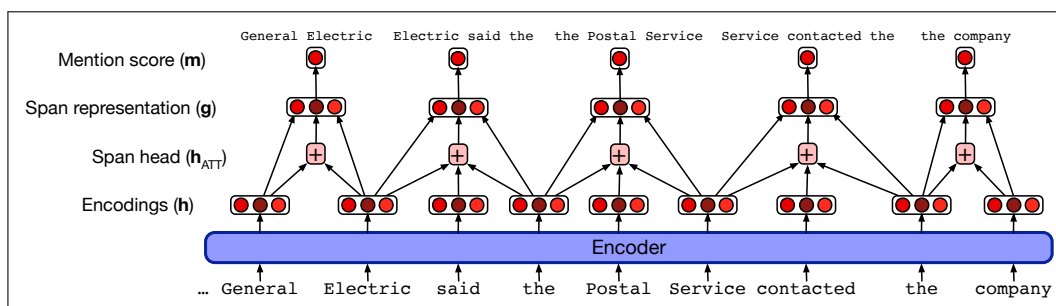 General Electric Electric said the the Postal Service Service contacted the the company
Mention score (m)
Span representation (g)
+ + + + +
Span head (hATT)
Encodings (h)
Encoder
... General Electric said the Postal Service contacted the company